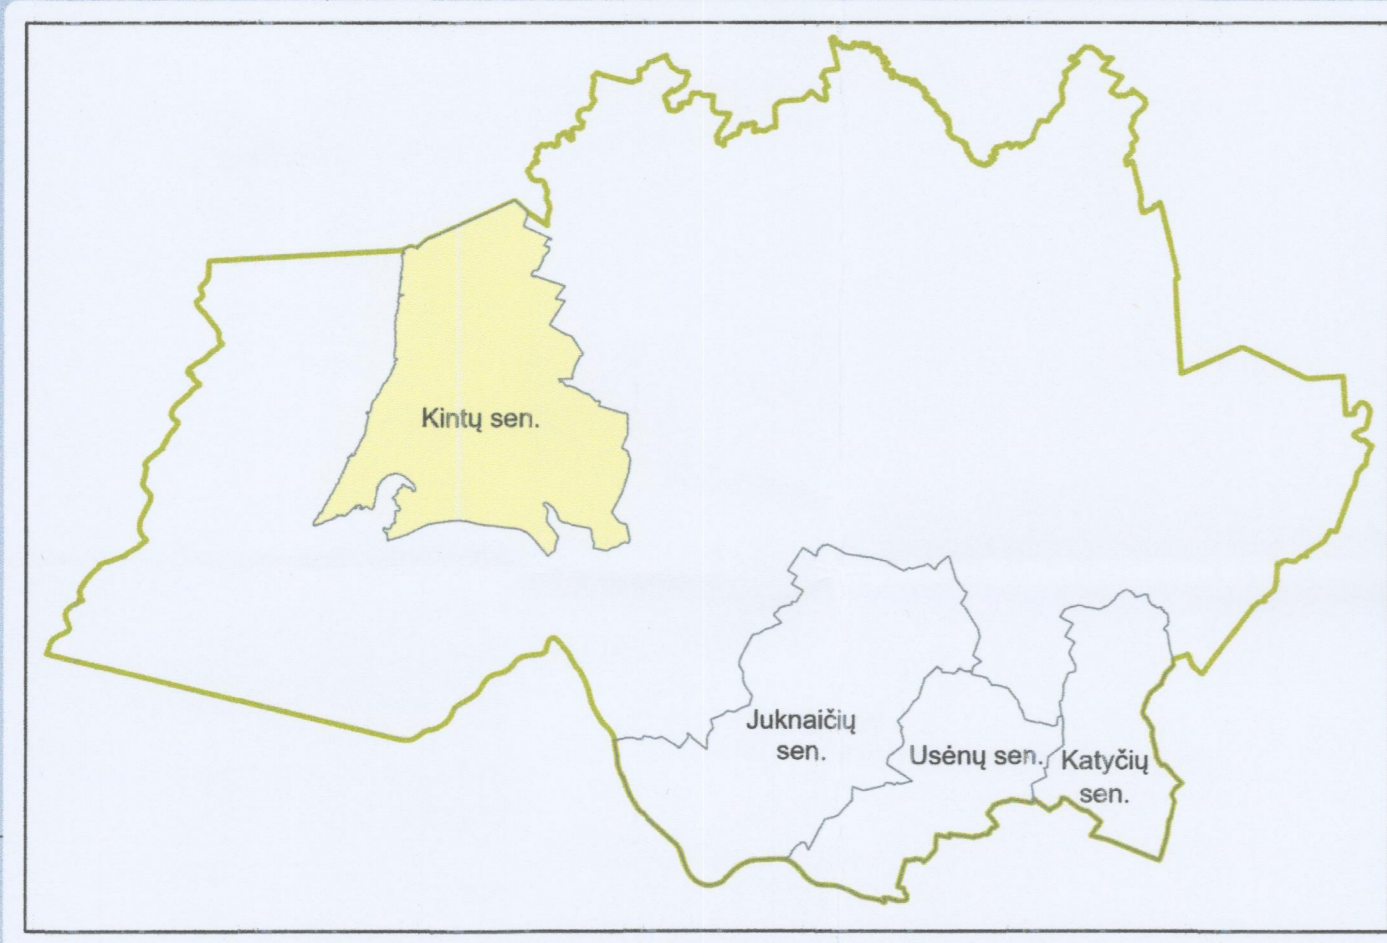 Kintų sen.
Juknaičių
sen.
Usėnų sen.
Katyčių
sen.